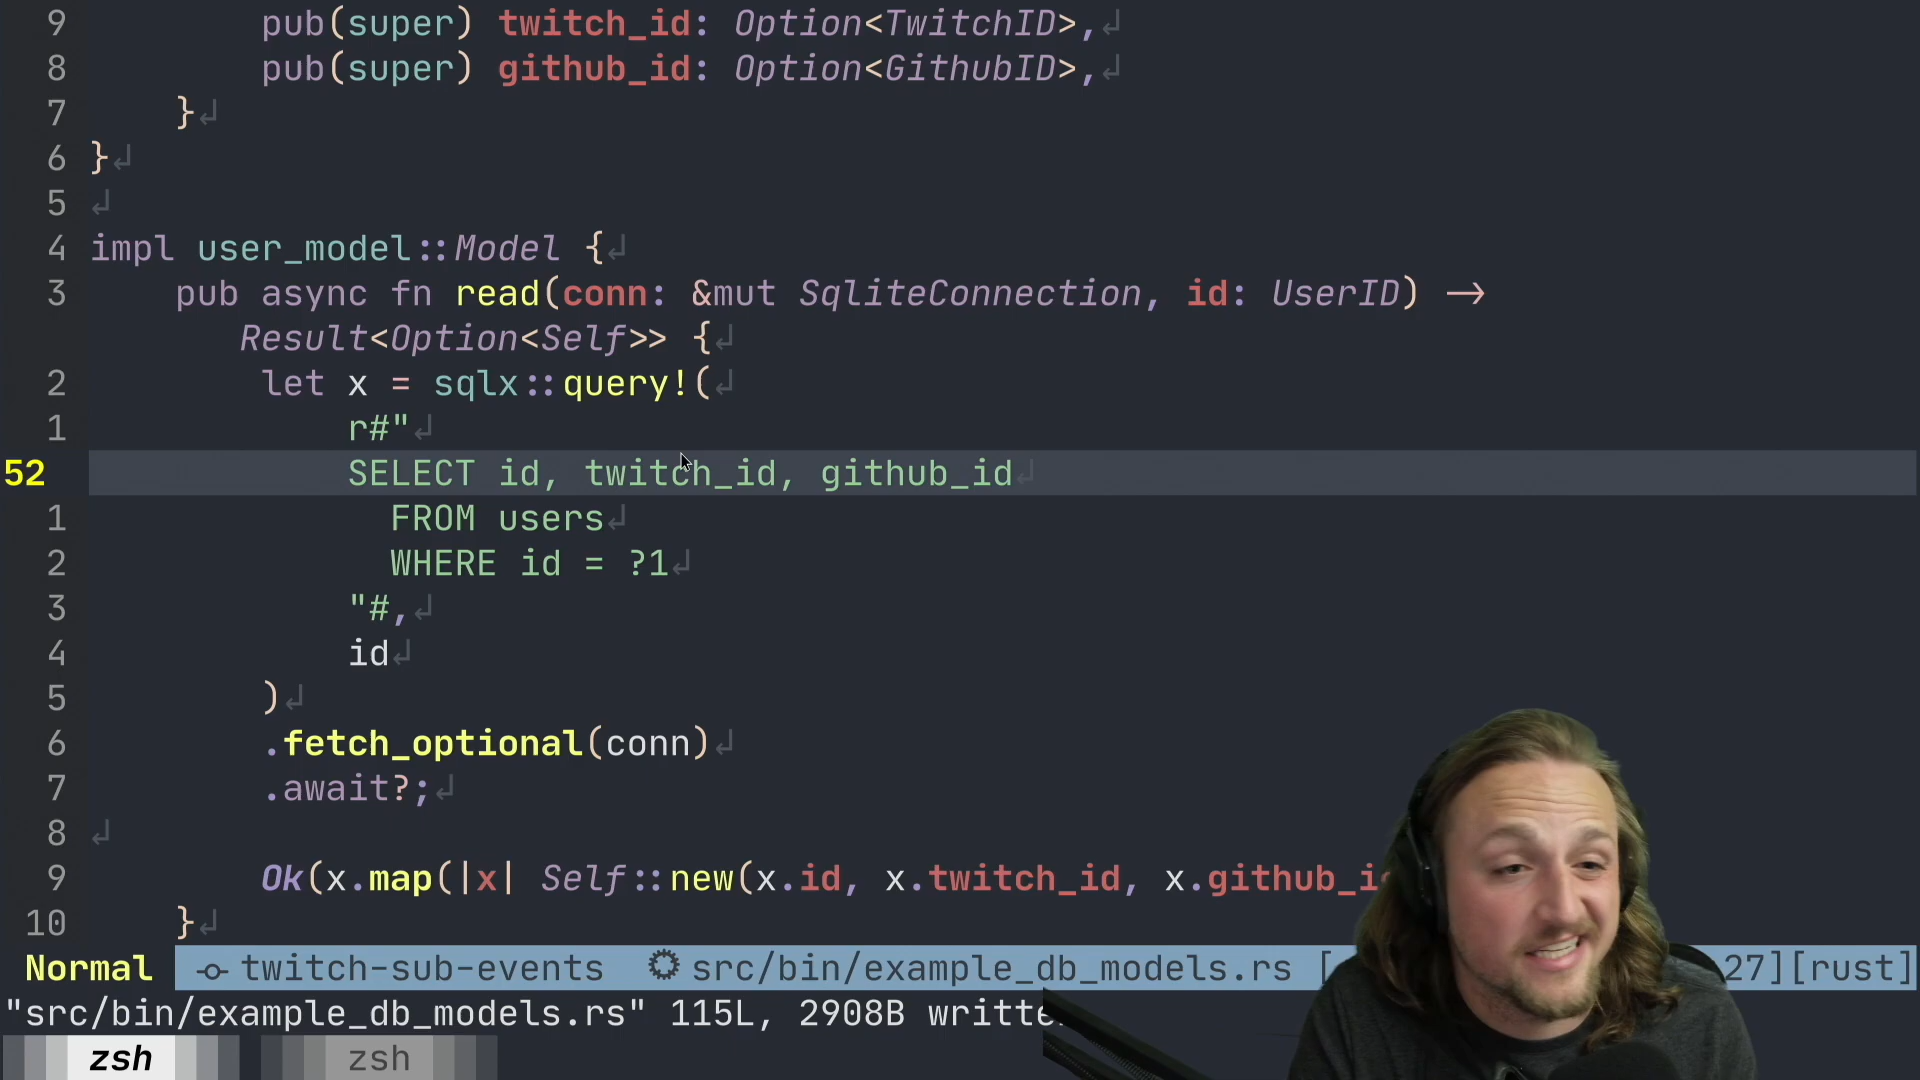 9 pub(super) twitch_id: Option<TwitchID>,↲
8 pub(super) github_id: Option<GithubID>,↲
7 }↲
6 }↲
5 ↲
4 impl user_model::Model {↲
3 pub async fn read(conn: &mut SqliteConnection, id: UserID) ->
Result<Option<Self>> {↲
2 let x = sqlx::query!(↲
1 r#"↲
52 SELECT id, twitch_id, github_id↲
1 FROM users↲
2 WHERE id = ?1↲
3 "#,↲
4 id↲
5 )↲
6 .fetch_optional(conn)↲
7 .await?;↲
8 ↲
9 Ok(x.map(|x| Self::new(x.id, x.twitch_id, x.github_i
10 }↲
Normal twitch-sub-events src/bin/example_db_models.rs [ 27][rust]
"src/bin/example_db_models.rs" 115L, 2908B writte
zsh zsh